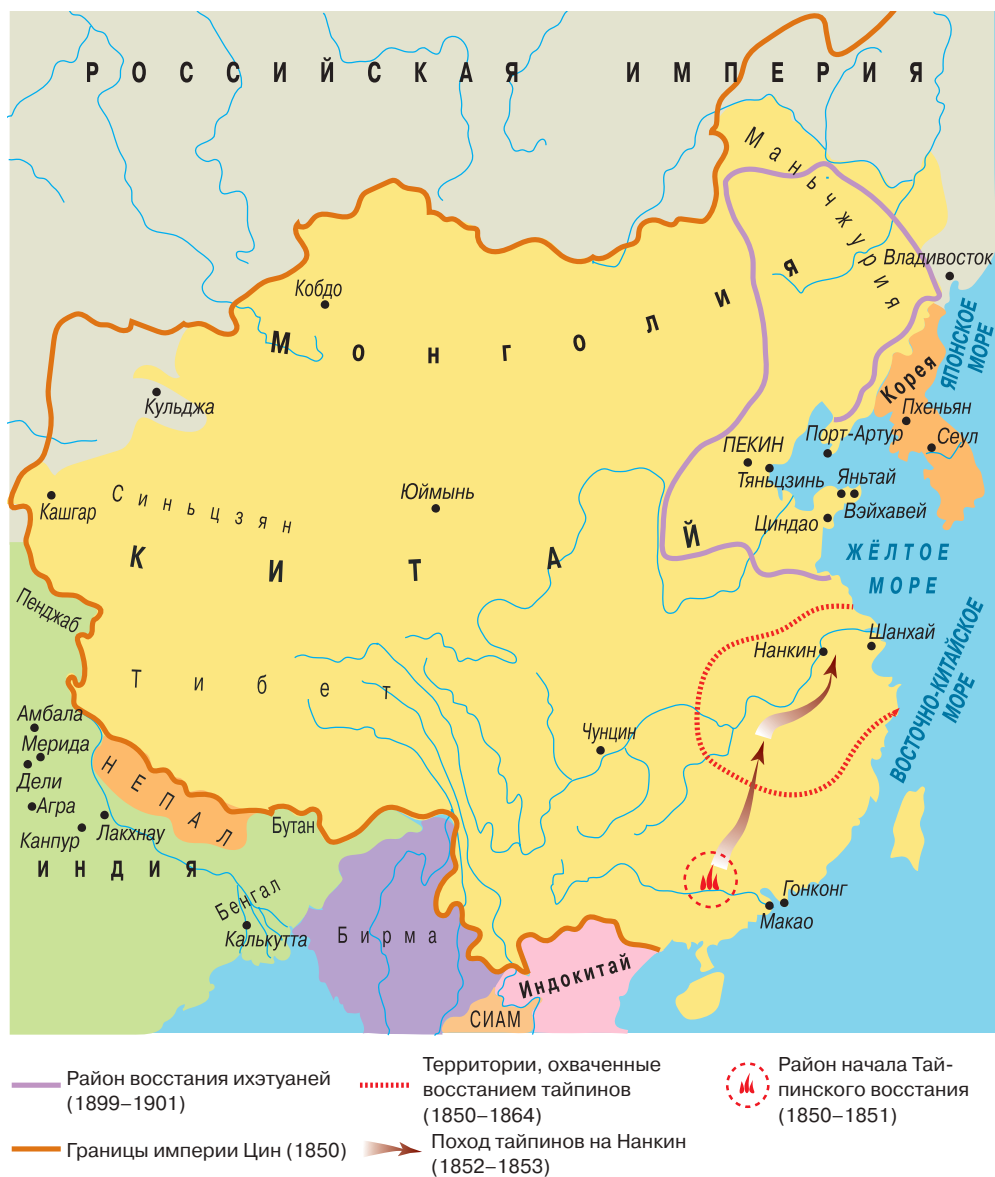 РОССИЙСКАЯ ИМПЕРИЯ
Маньчжурия
Владивосток
Кобдо
Монголия
ЯПОНСКОЕ
МОРЕ
Корея
Кульджа
Пхеньян
ПЕКИН
Порт-Артур
Сеул
Тяньцзинь
Яньтай
Юймынь
Кашгар
Синьцзян
Вэйхавей
Циндао
КИТАЙ
ЖЁЛТОЕ
МОРЕ
Пенджаб
Шанхай
Нанкин
Тибет
ВОСТОЧНО-КИТАЙСКОЕ
МОРЕ
Амбала
Мерида
Чунцин
Дели
НЕПАЛ
Агра
Лакхнау
Канпур
Бутан
ИНДИЯ
Бенгал
Гонконг
Макао
Калькутта
Бирма
Индокитай
СИАМ
Район восстания ихэтуаней
(1899–1901)
Границы империи Цин (1850)
Территории, охваченные
восстанием тайпинов
(1850–1864)
Поход тайпинов на Нанкин
(1852–1853)
Район начала Тай-
пинского восстания
(1850–1851)